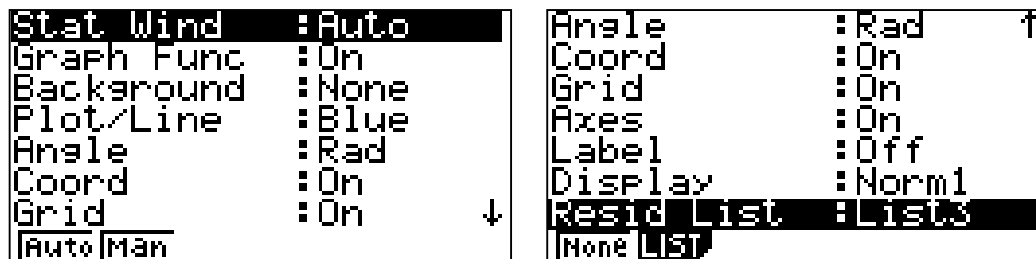 Stat Wind :Auto
Graph Func :On
Background :None
Plot/Line :Blue
Angle :Rad
Coord :On
Grid :On ↓
Auto Man
Angle :Rad ↑
Coord :On
Grid :On
Axes :On
Label :Off
Display :Norm1
Resid List :List3
None LIST